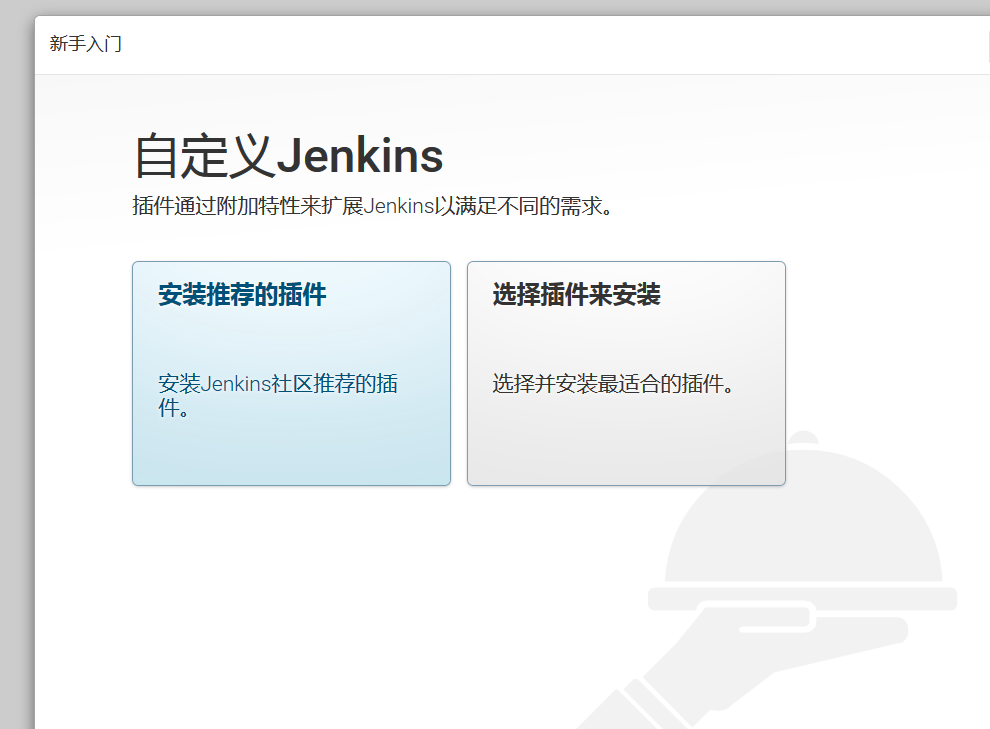 新手入门
自定义Jenkins
插件通过附加特性来扩展Jenkins以满足不同的需求。
安装推荐的插件
安装Jenkins社区推荐的插
件。
选择插件来安装
选择并安装最适合的插件。